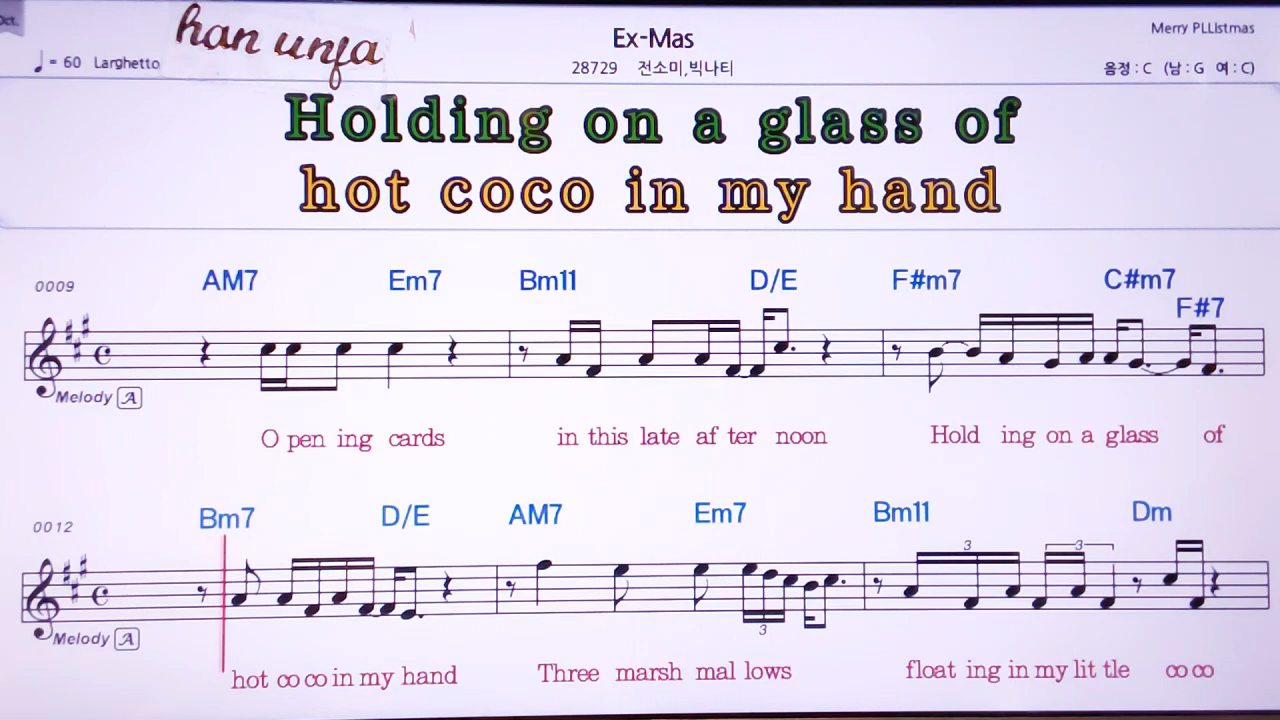 Oct.
han unja
Ex-Mas
Merry PLLIstmas
♩= 60 Larghetto
28729 전소미,빅나티
음정 : C (남 : G 여 : C)
Holding on a glass of
hot coco in my hand
0009 AM7 Em7 Bm11 D/E F#m7 C#m7
F#7
Melody A
O pen ing cards in this late af ter noon Hold ing on a glass of
0012 Bm7 D/E AM7 Em7 Bm11 Dm
3 3
3
Melody A
hot co co in my hand Three marsh mal lows float ing in my lit tle co co